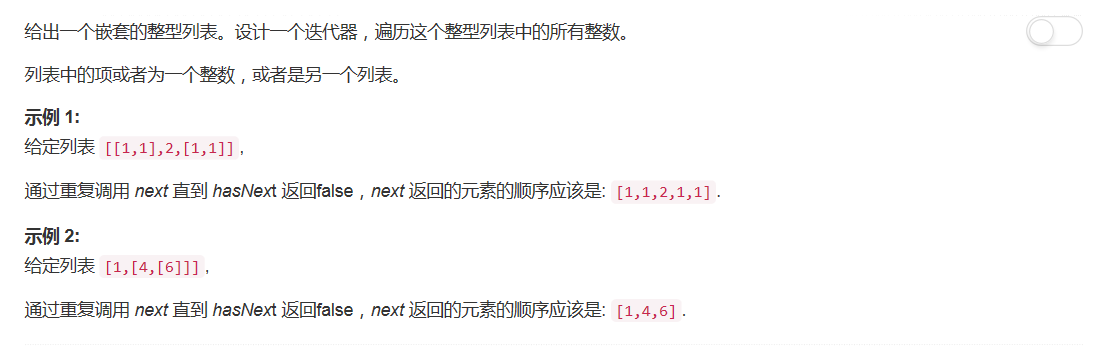 给出一个嵌套的整型列表。设计一个迭代器，遍历这个整型列表中的所有整数。
列表中的项或者为一个整数，或者是另一个列表。
示例 1:
给定列表 [[1,1],2,[1,1]],
通过重复调用 next 直到 hasNext 返回false，next 返回的元素的顺序应该是: [1,1,2,1,1].
示例 2:
给定列表 [1,[4,[6]]],
通过重复调用 next 直到 hasNext 返回false，next 返回的元素的顺序应该是: [1,4,6].